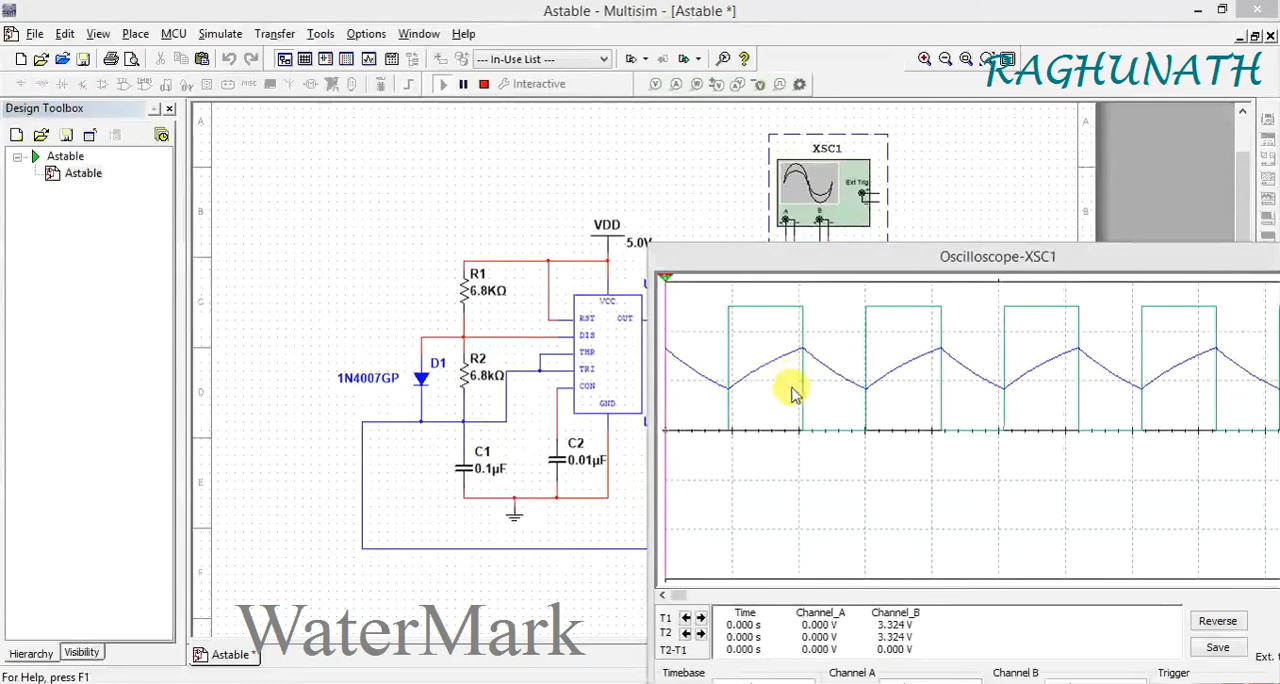 Astable - Multisim - [Astable *]
File Edit View Place MCU Simulate Transfer Tools Options Window Help
--- In-Use List ---
RAGHUNATH
Interactive
Design Toolbox
Astable
Astable
A
B
C
D
E
F
A
B
XSC1
Ext Trig
A
B
VDD
5.0V
R1
6.8KΩ
VCC
RST
OUT
DIS
THR
TRI
CON
GND
D1
1N4007GP
R2
6.8kΩ
C1
0.1µF
C2
0.01µF
Oscilloscope-XSC1
Time Channel_A Channel_B
T1 0.000 s 0.000 V 3.324 V
T2 0.000 s 0.000 V 3.324 V
T2-T1 0.000 s 0.000 V 0.000 V
Reverse
Save
Ext. t
Timebase Channel A Channel B Trigger
WaterMark
Hierarchy Visibility
Astable *
For Help, press F1